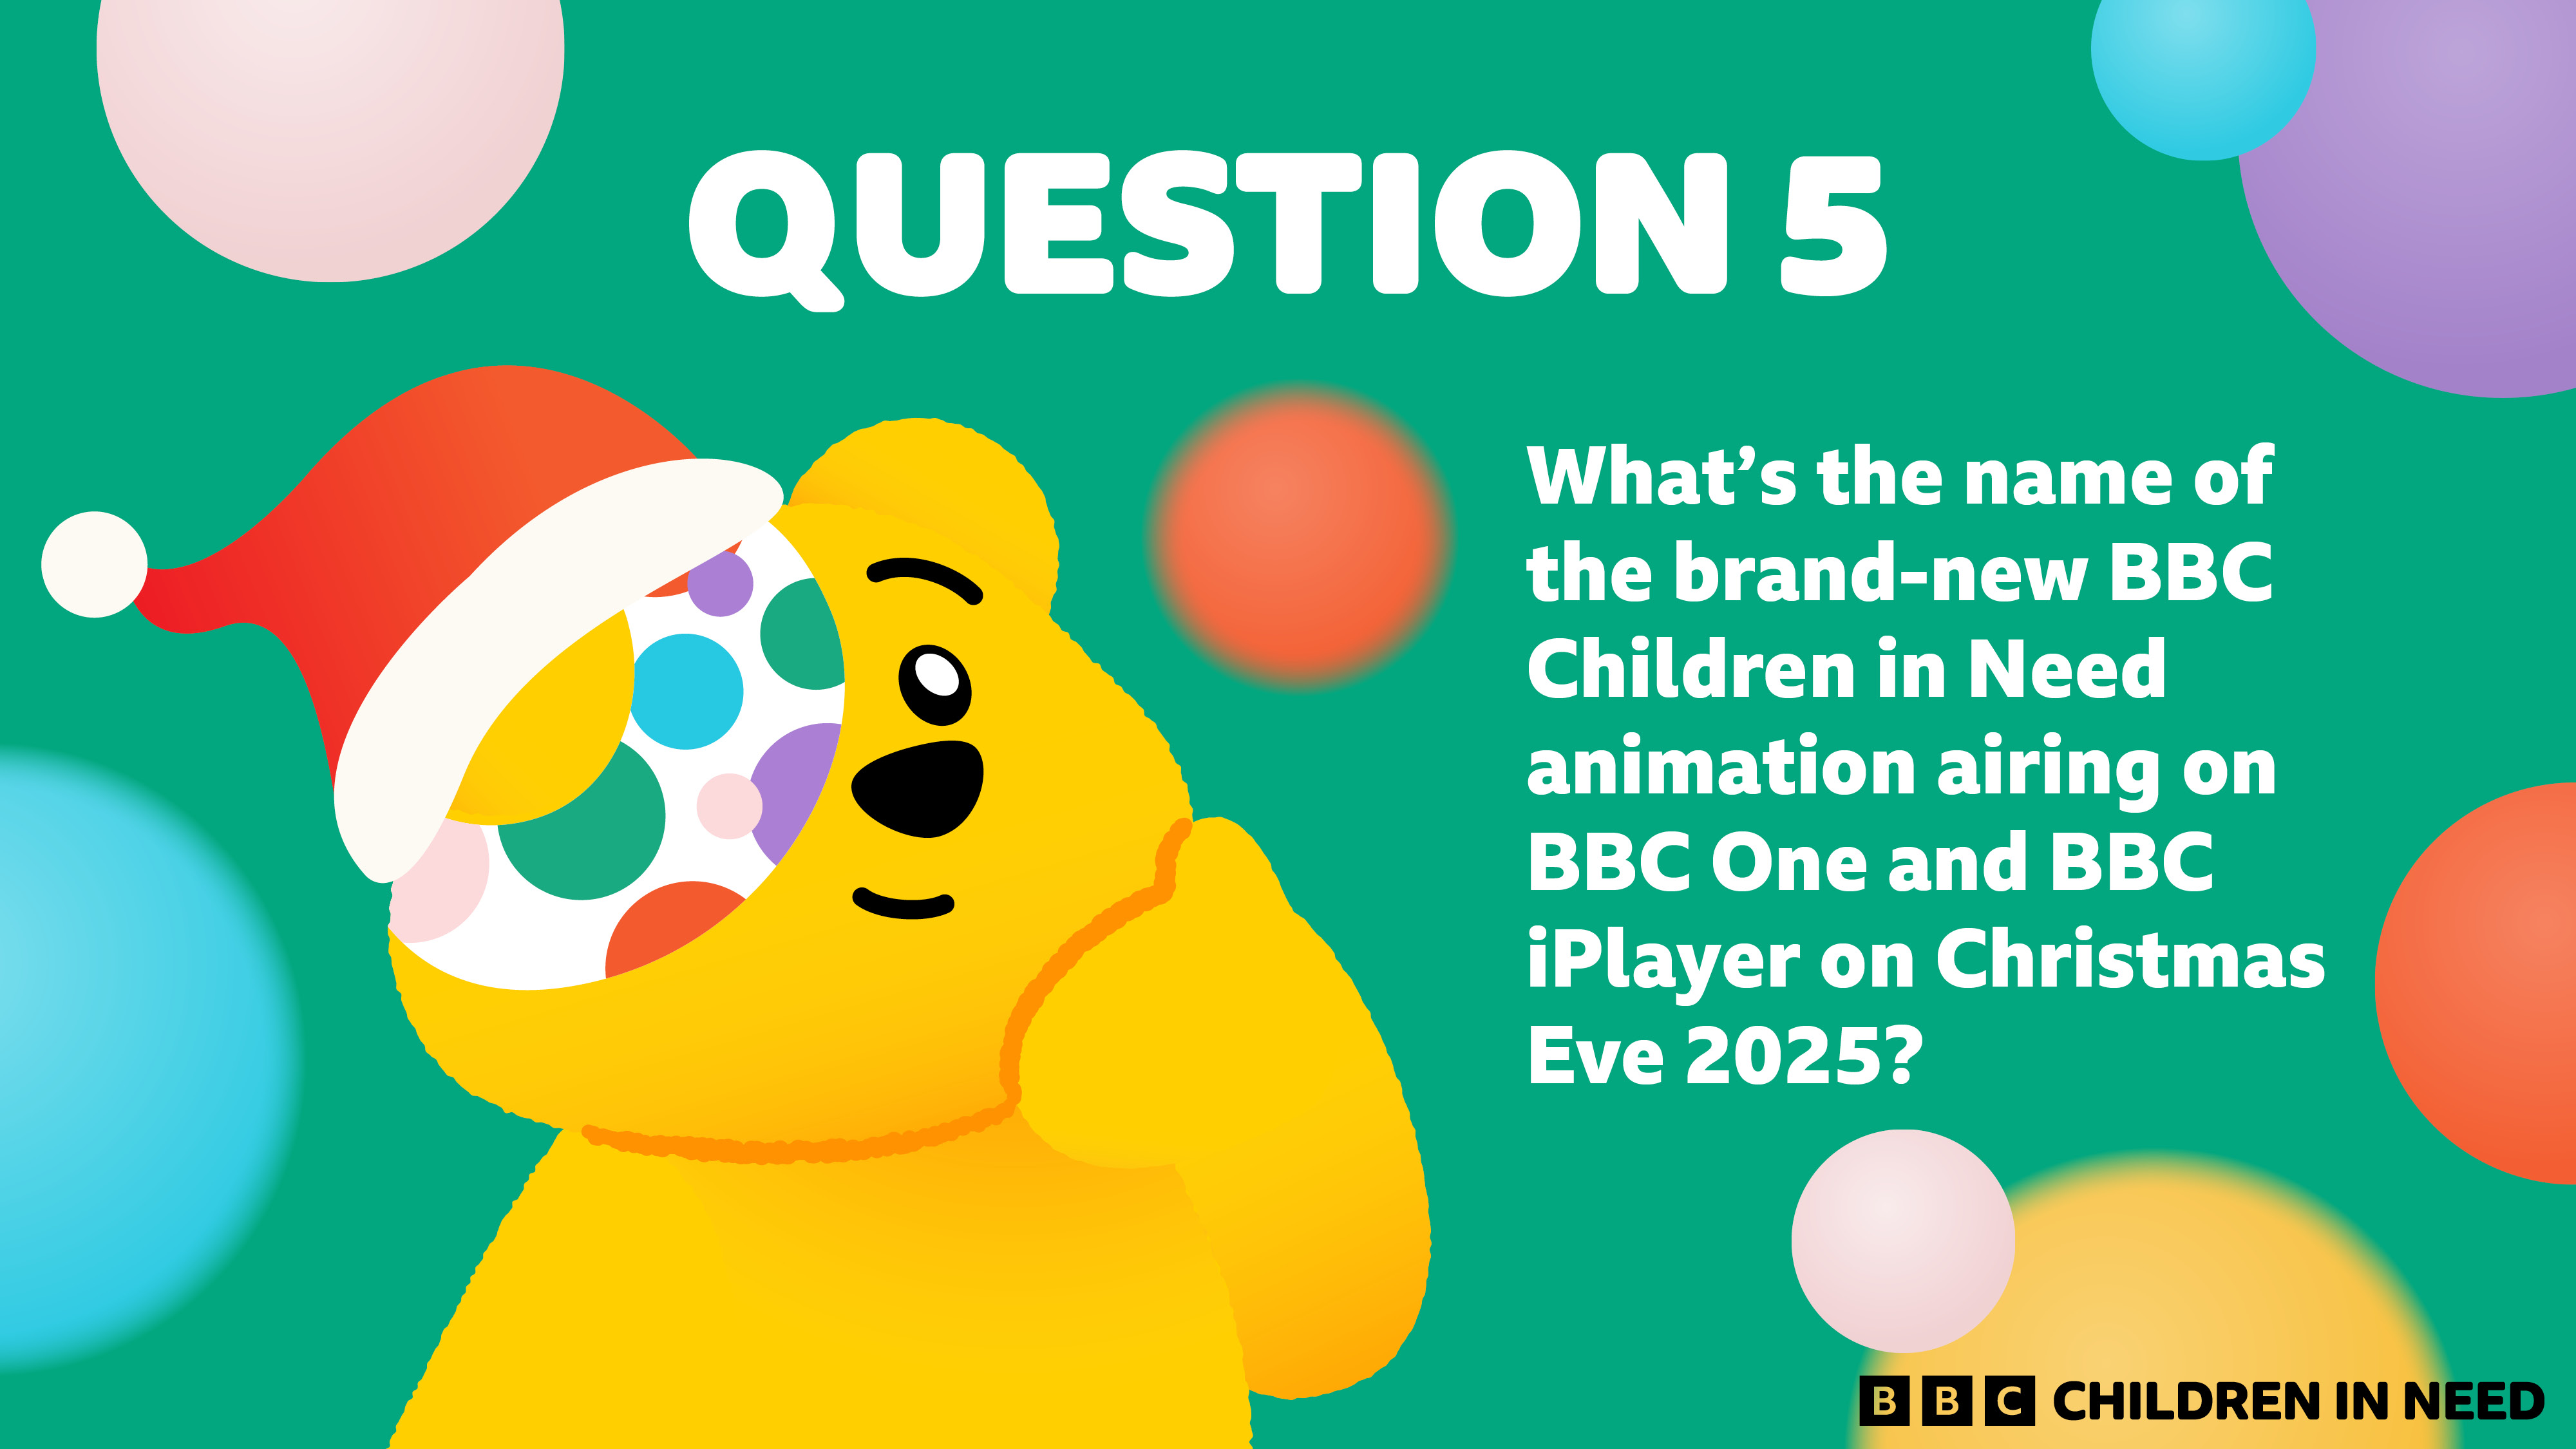 QUESTION 5
What’s the name of
the brand-new BBC
Children in Need
animation airing on
BBC One and BBC
iPlayer on Christmas
Eve 2025?
BBC CHILDREN IN NEED